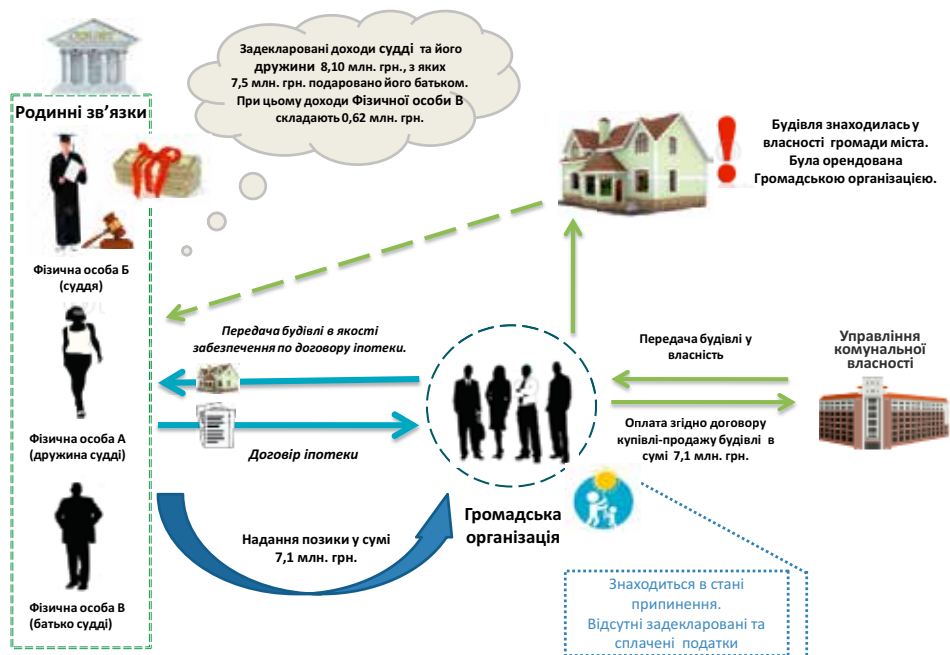 Задекларовані доходи судді та його
дружини 8,10 млн. грн., з яких
7,5 млн. грн. подаровано його батьком.
При цьому доходи Фізичної особи В
складають 0,62 млн. грн.
Родинні зв'язки
Будівля знаходилась у
власності громади міста.
Була орендована
Громадською організацією.
Фізична особа Б
(суддя)
Передача будівлі в якості
забезпечення по договору іпотеки.
Передача будівлі у
власність
Управління
комунальної
власності
Фізична особа А
(дружина судді)
Договір іпотеки
Оплата згідно договору
купівлі-продажу будівлі в
сумі 7,1 млн. грн.
Громадська
організація
Надання позики у сумі
7,1 млн. грн.
Фізична особа В
(батько судді)
Знаходиться в стані
припинення.
Відсутні задекларовані та
сплачені податки